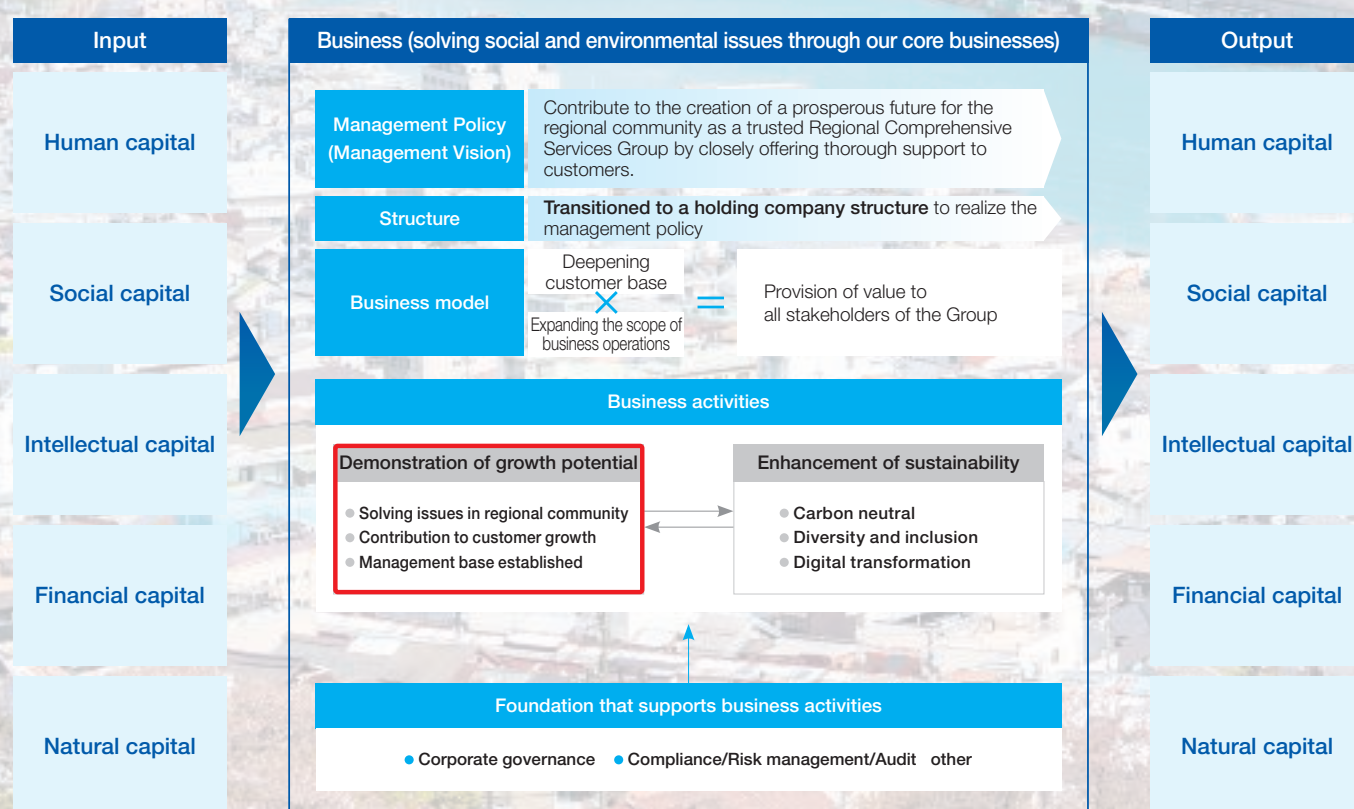 Input
Human capital
Social capital
Intellectual capital
Financial capital
Natural capital
Business (solving social and environmental issues through our core businesses)
Management Policy
(Management Vision)
Contribute to the creation of a prosperous future for the
regional community as a trusted Regional Comprehensive
Services Group by closely offering thorough support to
customers.
Structure
Transitioned to a holding company structure to realize the
management policy
Business model
Deepening
customer base
×
Expanding the scope of
business operations
=
Provision of value to
all stakeholders of the Group
Business activities
Demonstration of growth potential
● Solving issues in regional community
● Contribution to customer growth
● Management base established
Enhancement of sustainability
● Carbon neutral
● Diversity and inclusion
● Digital transformation
Foundation that supports business activities
● Corporate governance ● Compliance/Risk management/Audit other
Output
Human capital
Social capital
Intellectual capital
Financial capital
Natural capital